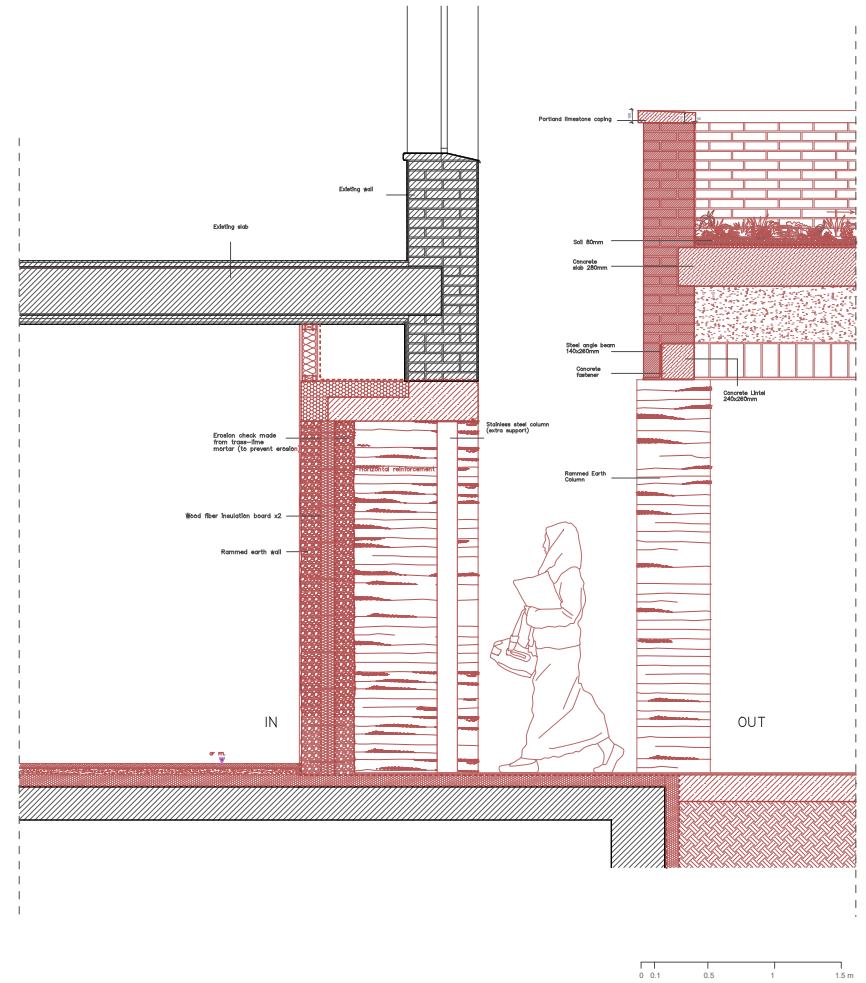 Portland limestone coping
Existing wall
Existing slab
Soil 80mm
Concrete
slab 280mm
Steel angle beam
140x260mm
Concrete
fastener
Concrete Lintel
240x260mm
Stainless steel column
(extra support)
Erosion check made
from trass-lime
mortar (to prevent erosion)
Horizontal reinforcement
Rammed Earth
Column
Wood fiber insulation board x2
Rammed earth wall
IN
OUT
0 0.1 0.5 1 1.5 m